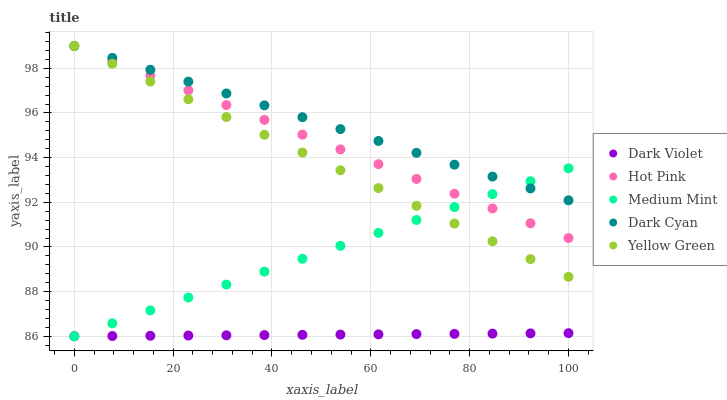 title
yaxis_label
98
96
94
92
90
88
86
0 20 40 60 80 100
xaxis_label
Dark Violet
Hot Pink
Medium Mint
Dark Cyan
Yellow Green